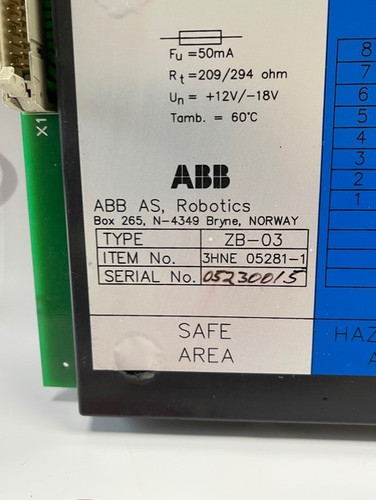 Fu = 50mA
Rt = 209/294 ohm
Un = +12V/-18V
Tamb. = 60°C
ABB
ABB AS, Robotics
Box 265, N-4349 Bryne, NORWAY
TYPE ZB-03
ITEM No. 3HNE 05281-1
SERIAL No. 05230015
SAFE
AREA
X1
8
7
6
5
4
3
2
1